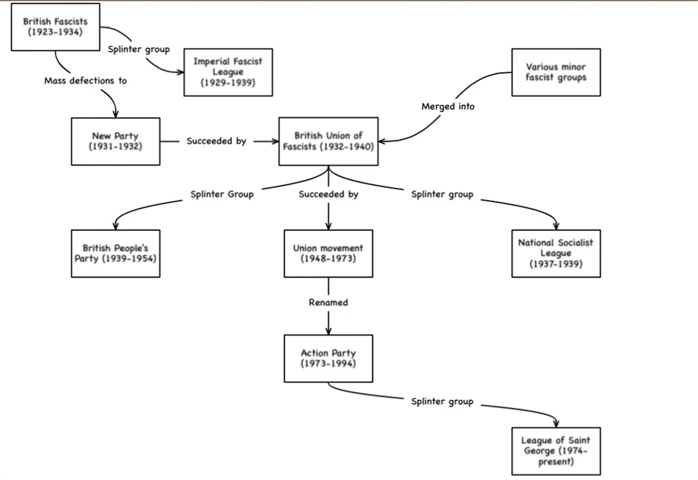 British Fascists
(1923-1934)
Splinter group
Imperial Fascist
League
(1929-1939)
Various minor
fascist groups
Mass defections to
Merged into
New Party
(1931-1932)
Succeeded by
British Union of
Fascists (1932-1940)
Splinter Group
Succeeded by
Splinter group
British People's
Party (1939-1954)
Union movement
(1948-1973)
National Socialist
League
(1937-1939)
Renamed
Action Party
(1973-1994)
Splinter group
League of Saint
George (1974-
present)